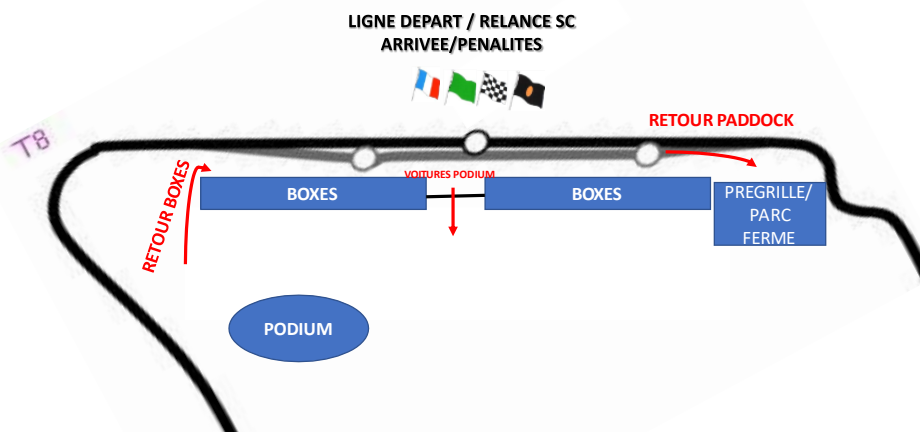 LIGNE DEPART / RELANCE SC
ARRIVEE/PENALITES
T8
RETOUR PADDOCK
RETOUR BOXES
VOITURES PODIUM
BOXES
BOXES
PREGRILLE/
PARC
FERME
PODIUM